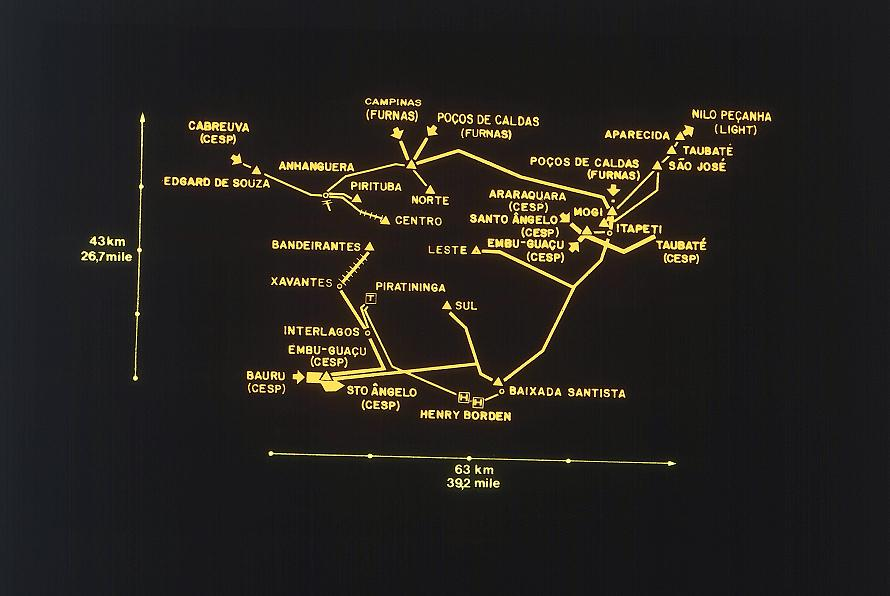 CAMPINAS
(FURNAS)
POÇOS DE CALDAS
(FURNAS)
NILO PEÇANHA
(LIGHT)
CABREUVA
(CESP)
APARECIDA
TAUBATÉ
SÃO JOSÉ
ANHANGUERA
POÇOS DE CALDAS
(FURNAS)
EDGARD DE SOUZA
PIRITUBA
NORTE
ARARAQUARA
(CESP)
MOGI
CENTRO
SANTO ÂNGELO
(CESP)
ITAPETI
BANDEIRANTES
LESTE
EMBU-GUAÇU
(CESP)
TAUBATÉ
(CESP)
43km
26,7mile
XAVANTES
PIRATININGA
T
SUL
INTERLAGOS
EMBU-GUAÇU
(CESP)
BAURU
(CESP)
STO ÂNGELO
(CESP)
BAIXADA SANTISTA
H H
HENRY BORDEN
63 km
39,2 mile